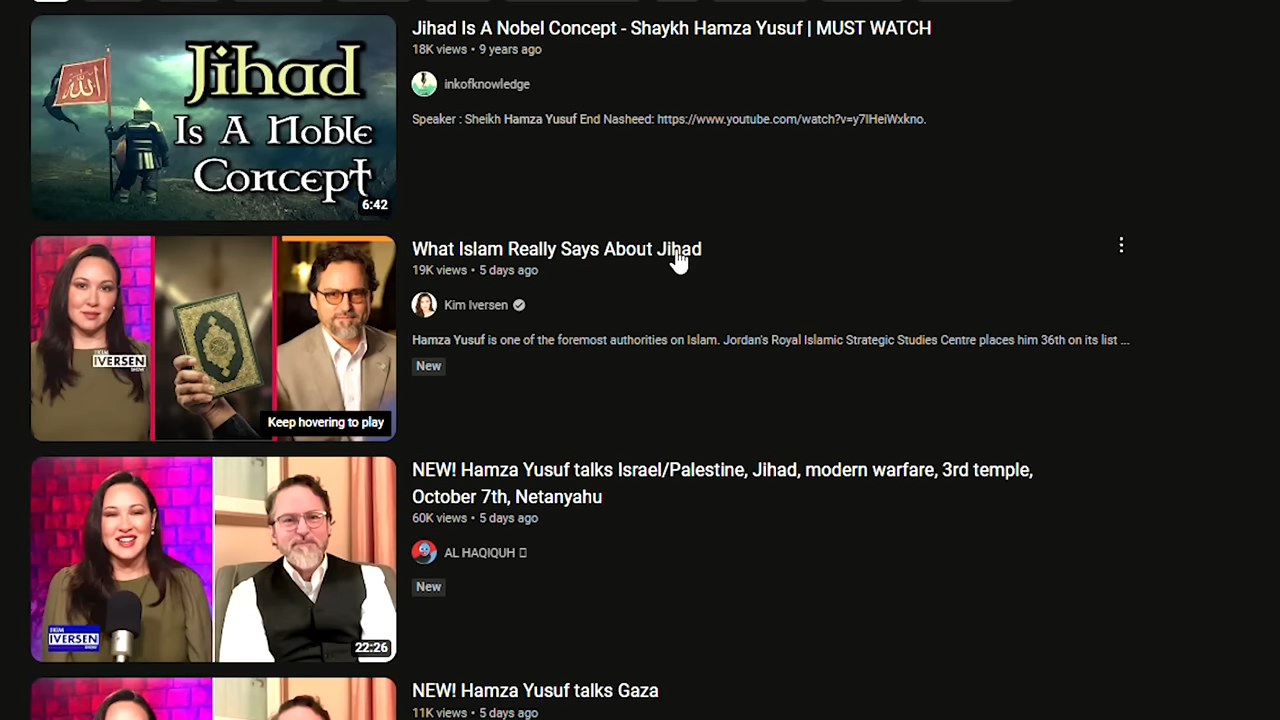 Jihad
Is A Noble
Concept
6:42
Jihad Is A Nobel Concept - Shaykh Hamza Yusuf | MUST WATCH
18K views • 9 years ago
inkofknowledge
Speaker : Sheikh Hamza Yusuf End Nasheed: https://www.youtube.com/watch?v=y7lHeiWxkno.
KIM
IVERSEN
SHOW
Keep hovering to play
What Islam Really Says About Jihad
19K views • 5 days ago
Kim Iversen
Hamza Yusuf is one of the foremost authorities on Islam. Jordan's Royal Islamic Strategic Studies Centre places him 36th on its list ...
New
KIM
IVERSEN
SHOW
22:26
NEW! Hamza Yusuf talks Israel/Palestine, Jihad, modern warfare, 3rd temple,
October 7th, Netanyahu
60K views • 5 days ago
AL HAQIQUH
New
NEW! Hamza Yusuf talks Gaza
11K views • 5 days ago